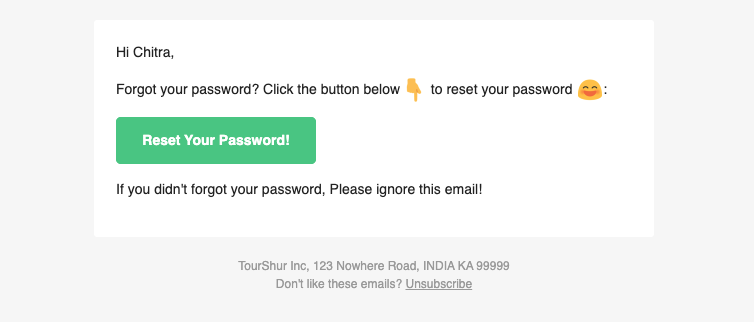 Hi Chitra,
Forgot your password? Click the button below 👇 to reset your password 😄:
Reset Your Password!
If you didn't forgot your password, Please ignore this email!
TourShur Inc, 123 Nowhere Road, INDIA KA 99999
Don't like these emails? Unsubscribe